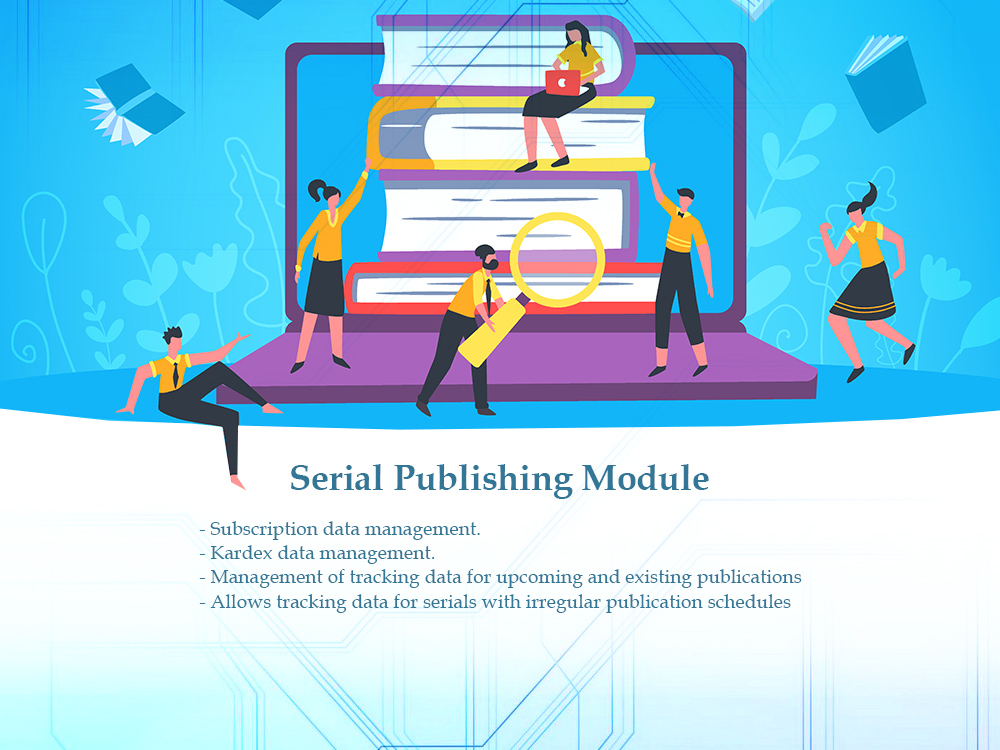 Serial Publishing Module
- Subscription data management.
- Kardex data management.
- Management of tracking data for upcoming and existing publications
- Allows tracking data for serials with irregular publication schedules